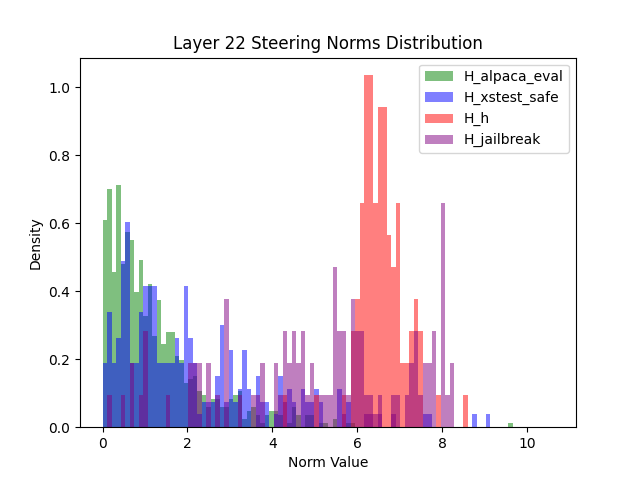 Layer 22 Steering Norms Distribution
H_alpaca_eval
H_xstest_safe
H_h
H_jailbreak
Density
1.0
0.8
0.6
0.4
0.2
0.0
0 2 4 6 8 10
Norm Value